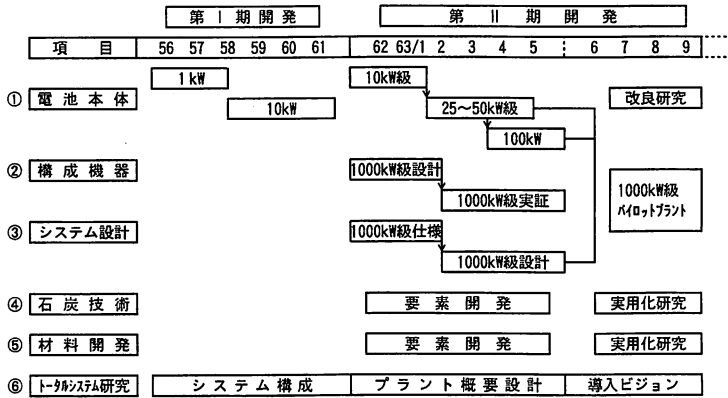 第Ⅰ期開発 第Ⅱ期開発
項目 56 57 58 59 60 61 62 63/1 2 3 4 5 6 7 8 9
1kW 10kW級
① 電池本体 10kW 25～50kW級 改良研究
100kW
② 構成機器 1000kW級設計
1000kW級実証
1000kW級
パイロットプラント
③ システム設計 1000kW級仕様
1000kW級設計
④ 石炭技術 要素開発 実用化研究
⑤ 材料開発 要素開発 実用化研究
⑥ トータルシステム研究 システム構成 プラント概要設計 導入ビジョン